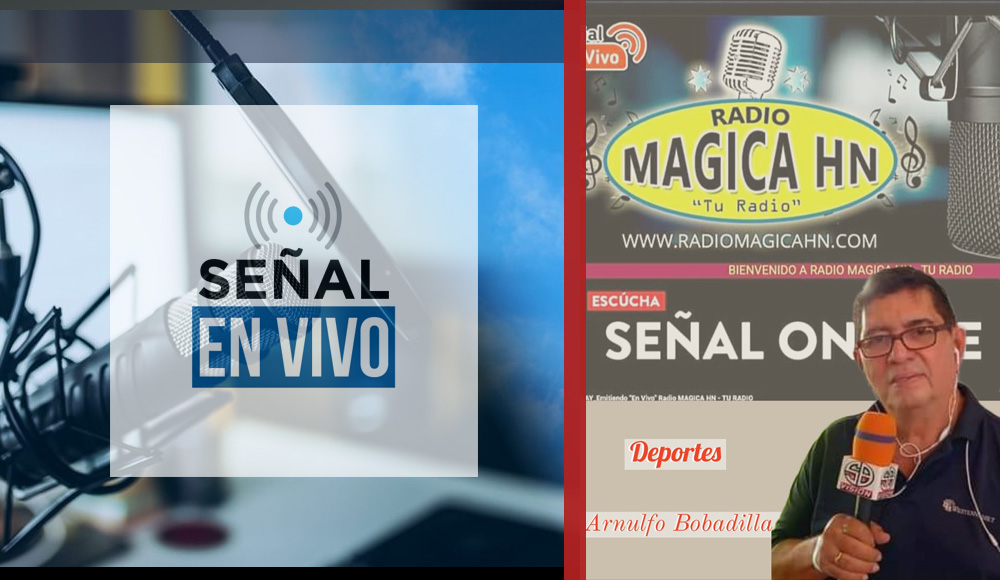 SEÑAL
EN VIVO
Vivo
RADIO
MAGICA HN
“Tu Radio”
WWW.RADIOMAGICAHN.COM
BIENVENIDO A RADIO MAGICA HN - TU RADIO
ESCÚCHA
SEÑAL ON
E
Emitiendo "En Vivo" Radio MAGICA HN - TU RADIO
Deportes
Arnulfo Bobadilla